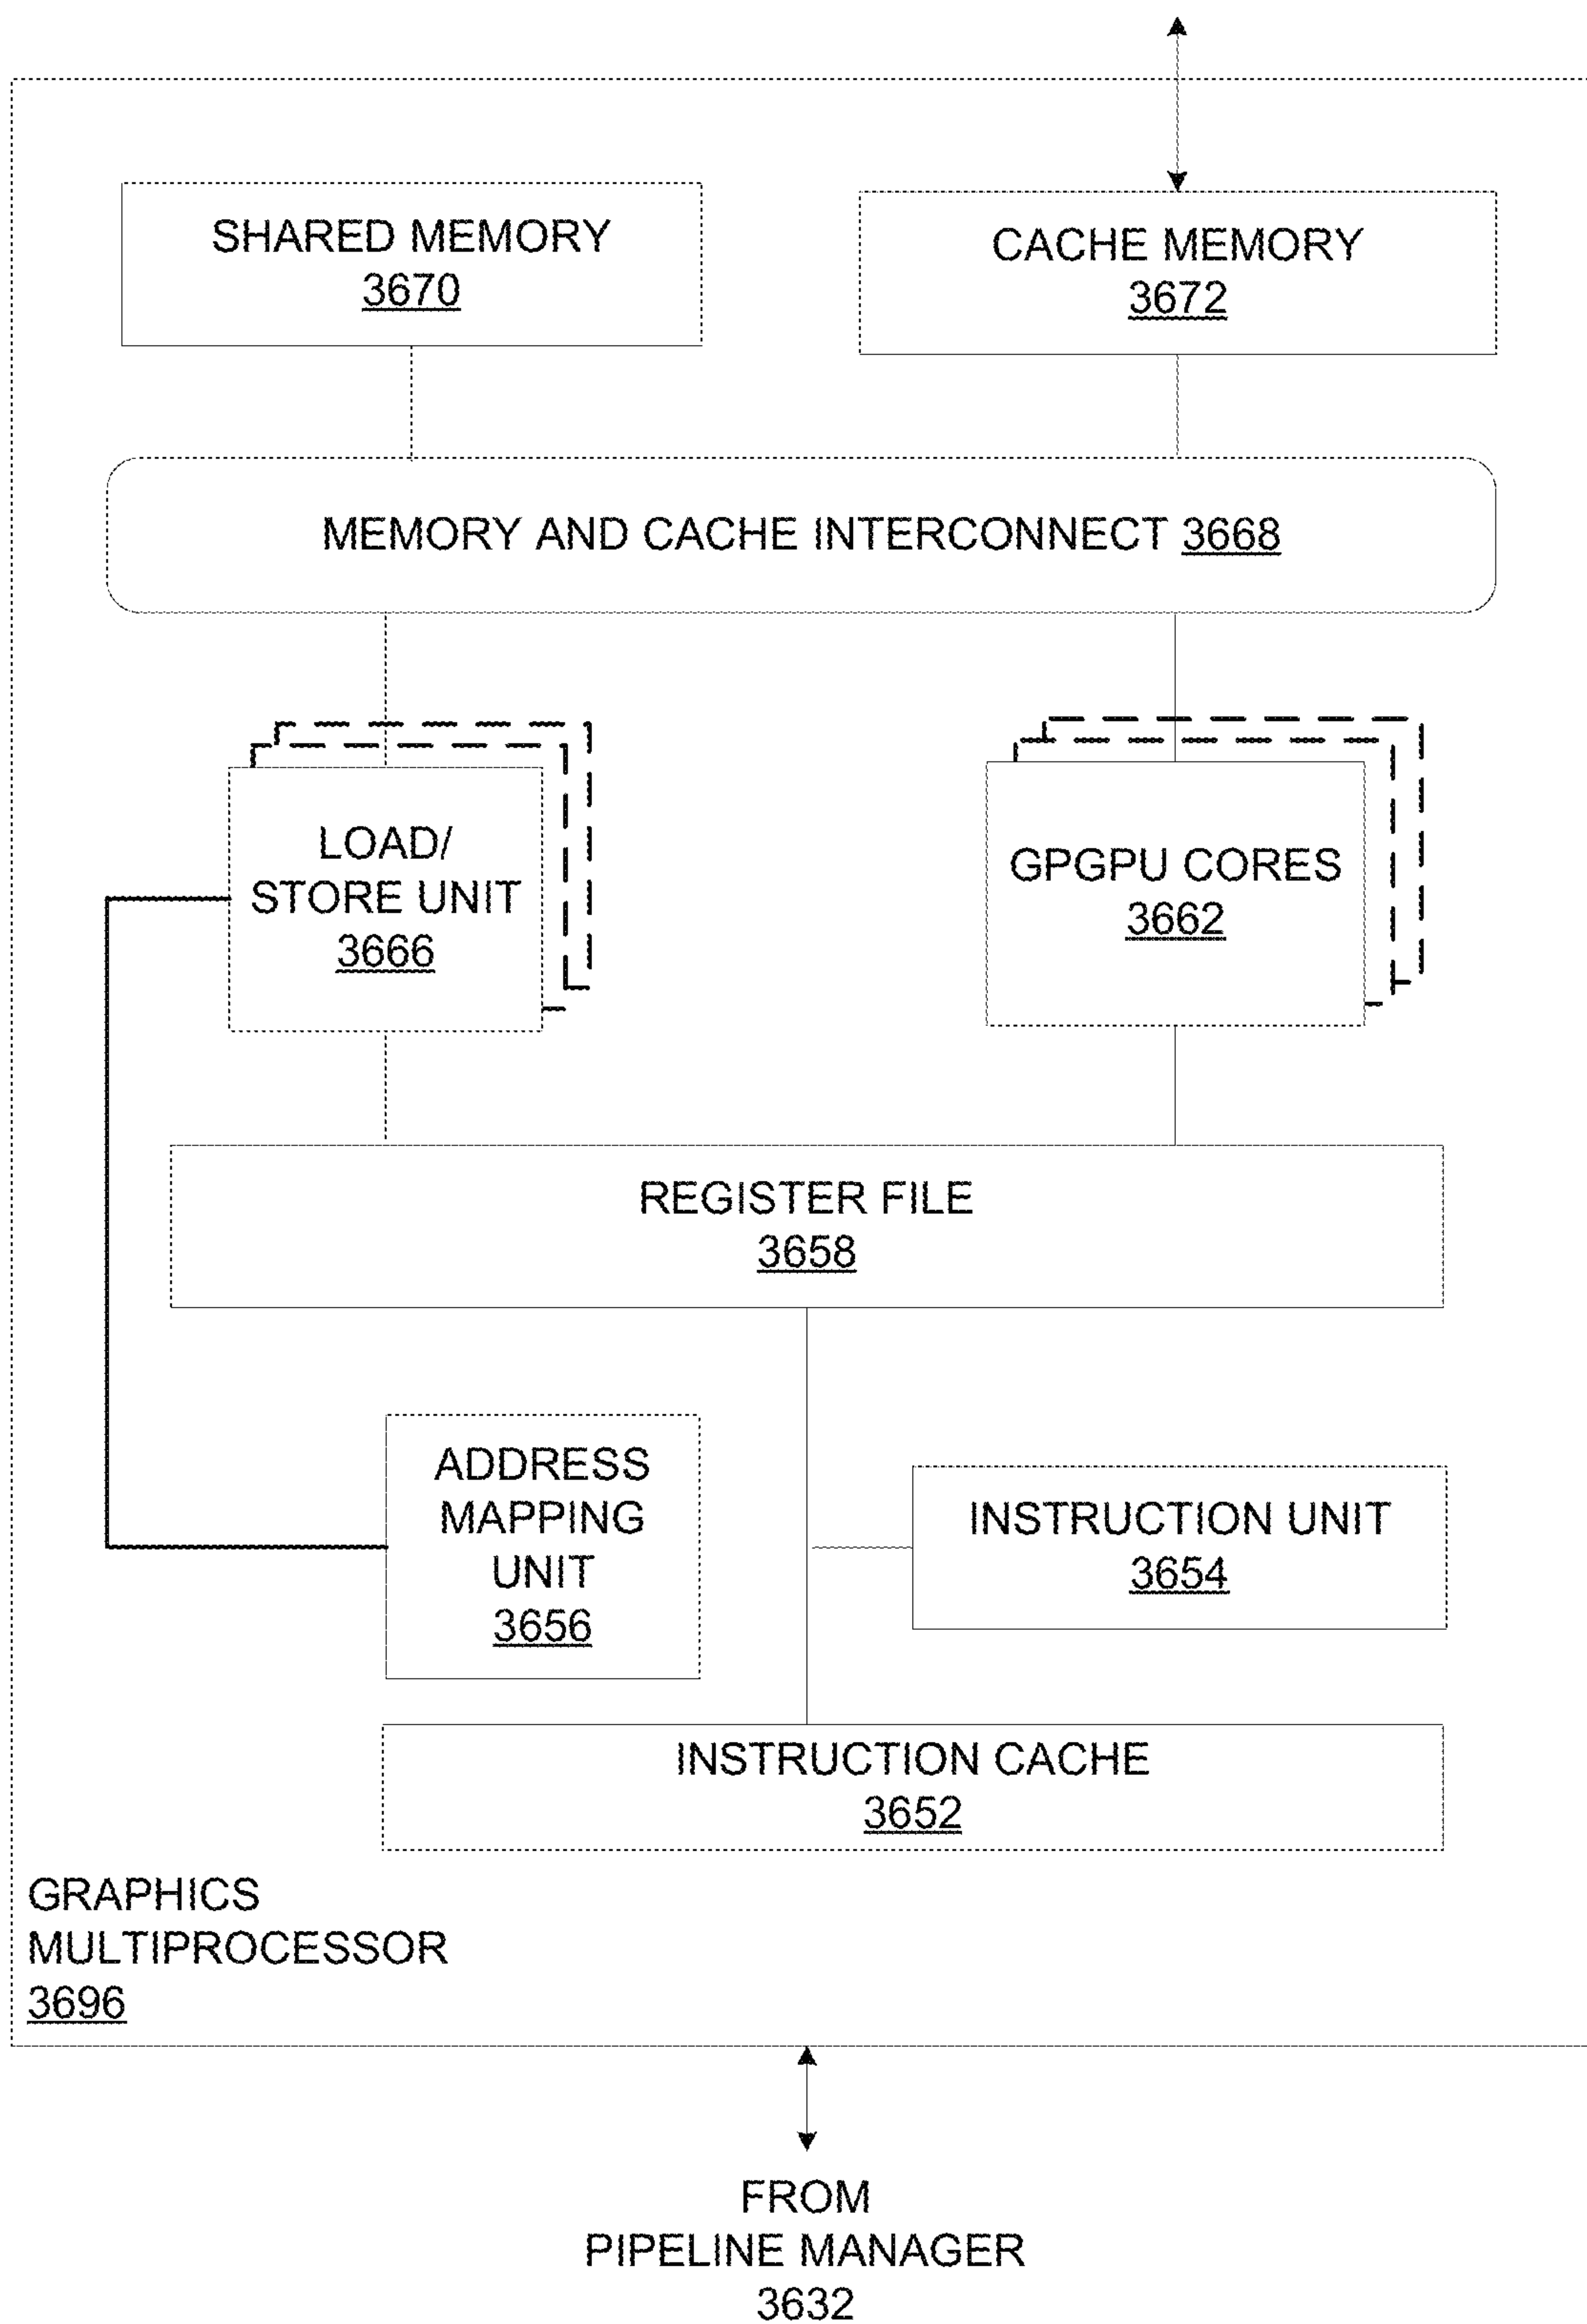 SHARED MEMORY
3670
CACHE MEMORY
3672
MEMORY AND CACHE INTERCONNECT 3668
LOAD/
STORE UNIT
3666
GPGPU CORES
3662
REGISTER FILE
3658
ADDRESS
MAPPING
UNIT
3656
INSTRUCTION UNIT
3654
INSTRUCTION CACHE
3652
GRAPHICS
MULTIPROCESSOR
3696
FROM
PIPELINE MANAGER
3632